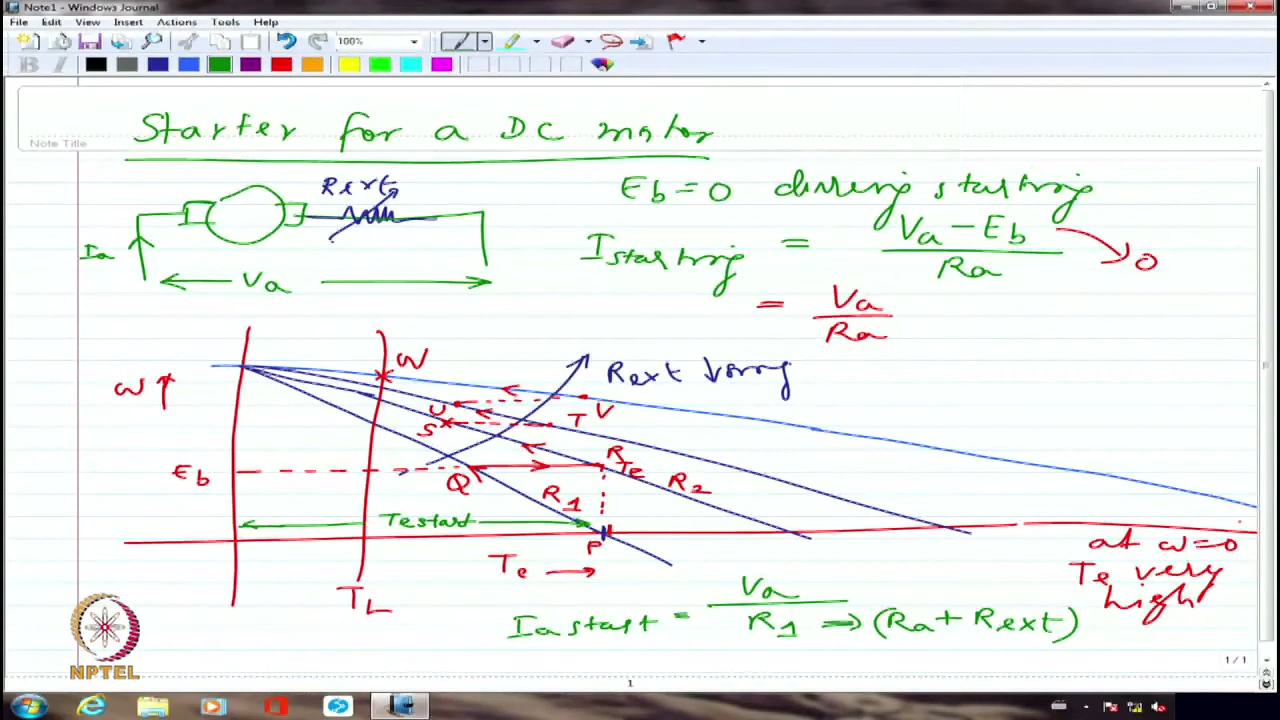 Note1 - Windows Journal
File Edit View Insert Actions Tools Help
100%
B I
Starter for a DC motor
Note Title
Rext
Ia
Va
Eb = 0 during starting
Istarting = Va - Eb / Ra → 0
= Va / Ra
ω ↑
W
Rext ↓sing
U
V
S
T
Eb
Q
R
Te
R1
R2
Testart
P
at ω=0
Te very
high
Te →
TL
Iastart = Va / R1 → (Ra + Rext)
NPTEL
1 / 1
1